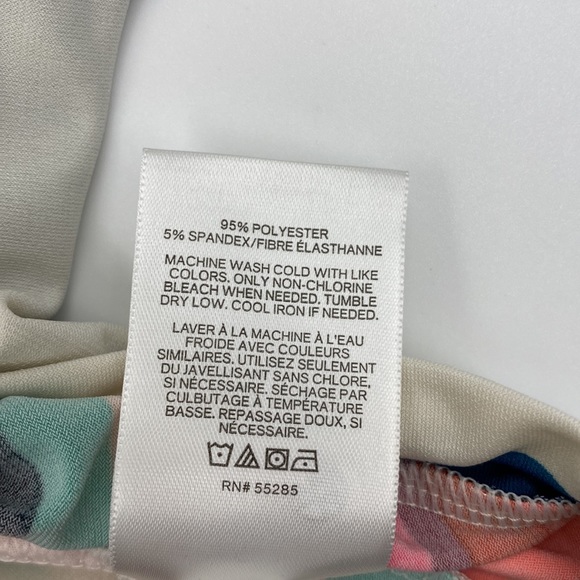 95% POLYESTER
5% SPANDEX/FIBRE ÉLASTHANNE
MACHINE WASH COLD WITH LIKE
COLORS. ONLY NON-CHLORINE
BLEACH WHEN NEEDED. TUMBLE
DRY LOW. COOL IRON IF NEEDED.
LAVER À LA MACHINE À L'EAU
FROIDE AVEC COULEURS
SIMILAIRES. UTILISEZ SEULEMENT
DU JAVELLISANT SANS CHLORE,
SI NÉCESSAIRE. SÉCHAGE PAR
CULBUTAGE À TEMPÉRATURE
BASSE. REPASSAGE DOUX, SI
NÉCESSAIRE.
RN# 55285